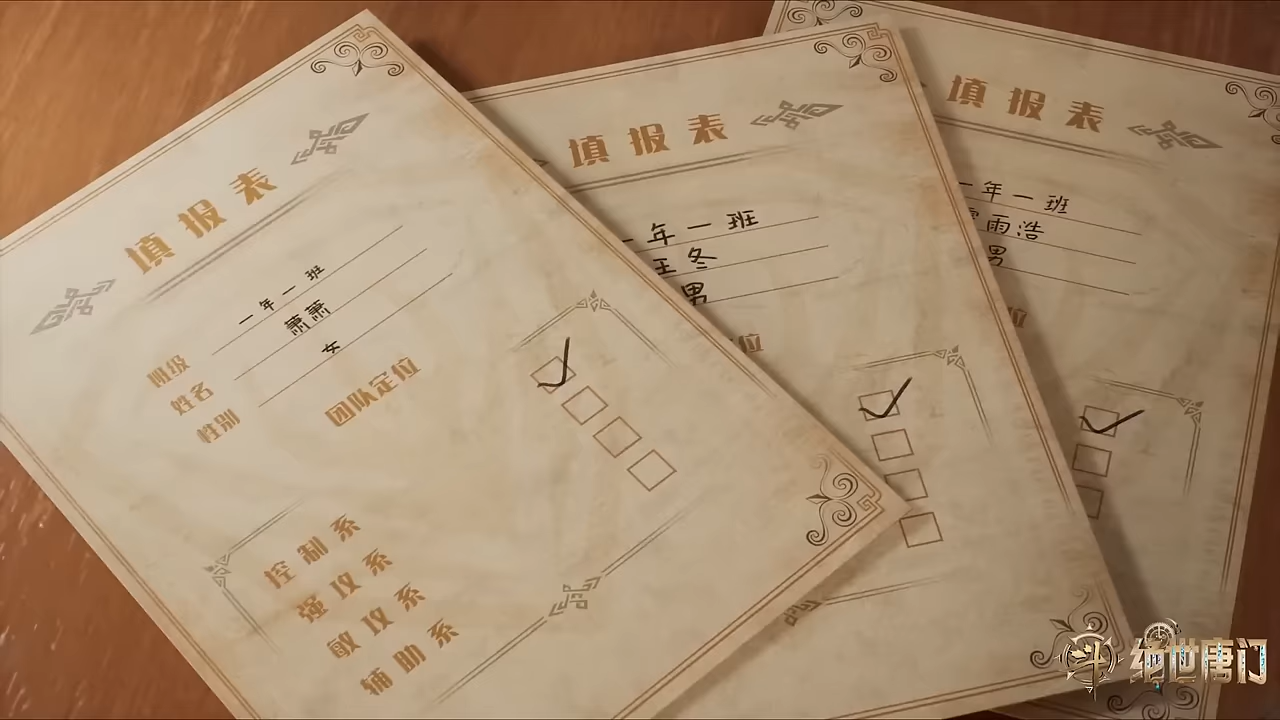 填报表
班级 一年一班
姓名 萧萧
性别 女
团队定位
控制系
强攻系
敏攻系
辅助系
填报表
一年一班
王冬
男
位
填报表
一年一班
雨浩
男
位
斗 绝世唐门